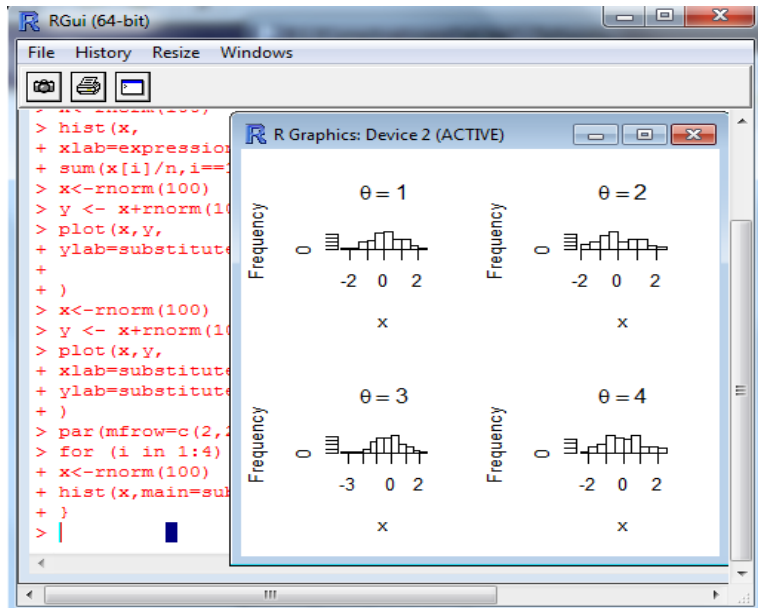 RGui (64-bit)
File History Resize Windows
> hist(x,
+ xlab=expression
+ sum(x[i]/n,i==
> x<-rnorm(100)
> y <- x+rnorm(10
> plot(x,y,
+ ylab=substitute
+
+ )
> x<-rnorm(100)
> y <- x+rnorm(10
> plot(x,y,
+ xlab=substitute
+ ylab=substitute
+ )
> par(mfrow=c(2,
> for (i in 1:4)
+ x<-rnorm(100)
+ hist(x,main=sub
+ }
>
R Graphics: Device 2 (ACTIVE)
θ = 1
Frequency
0
-2 0 2
x
θ = 2
Frequency
0
-2 0 2
x
θ = 3
Frequency
0
-3 0 2
x
θ = 4
Frequency
0
-2 0 2
x